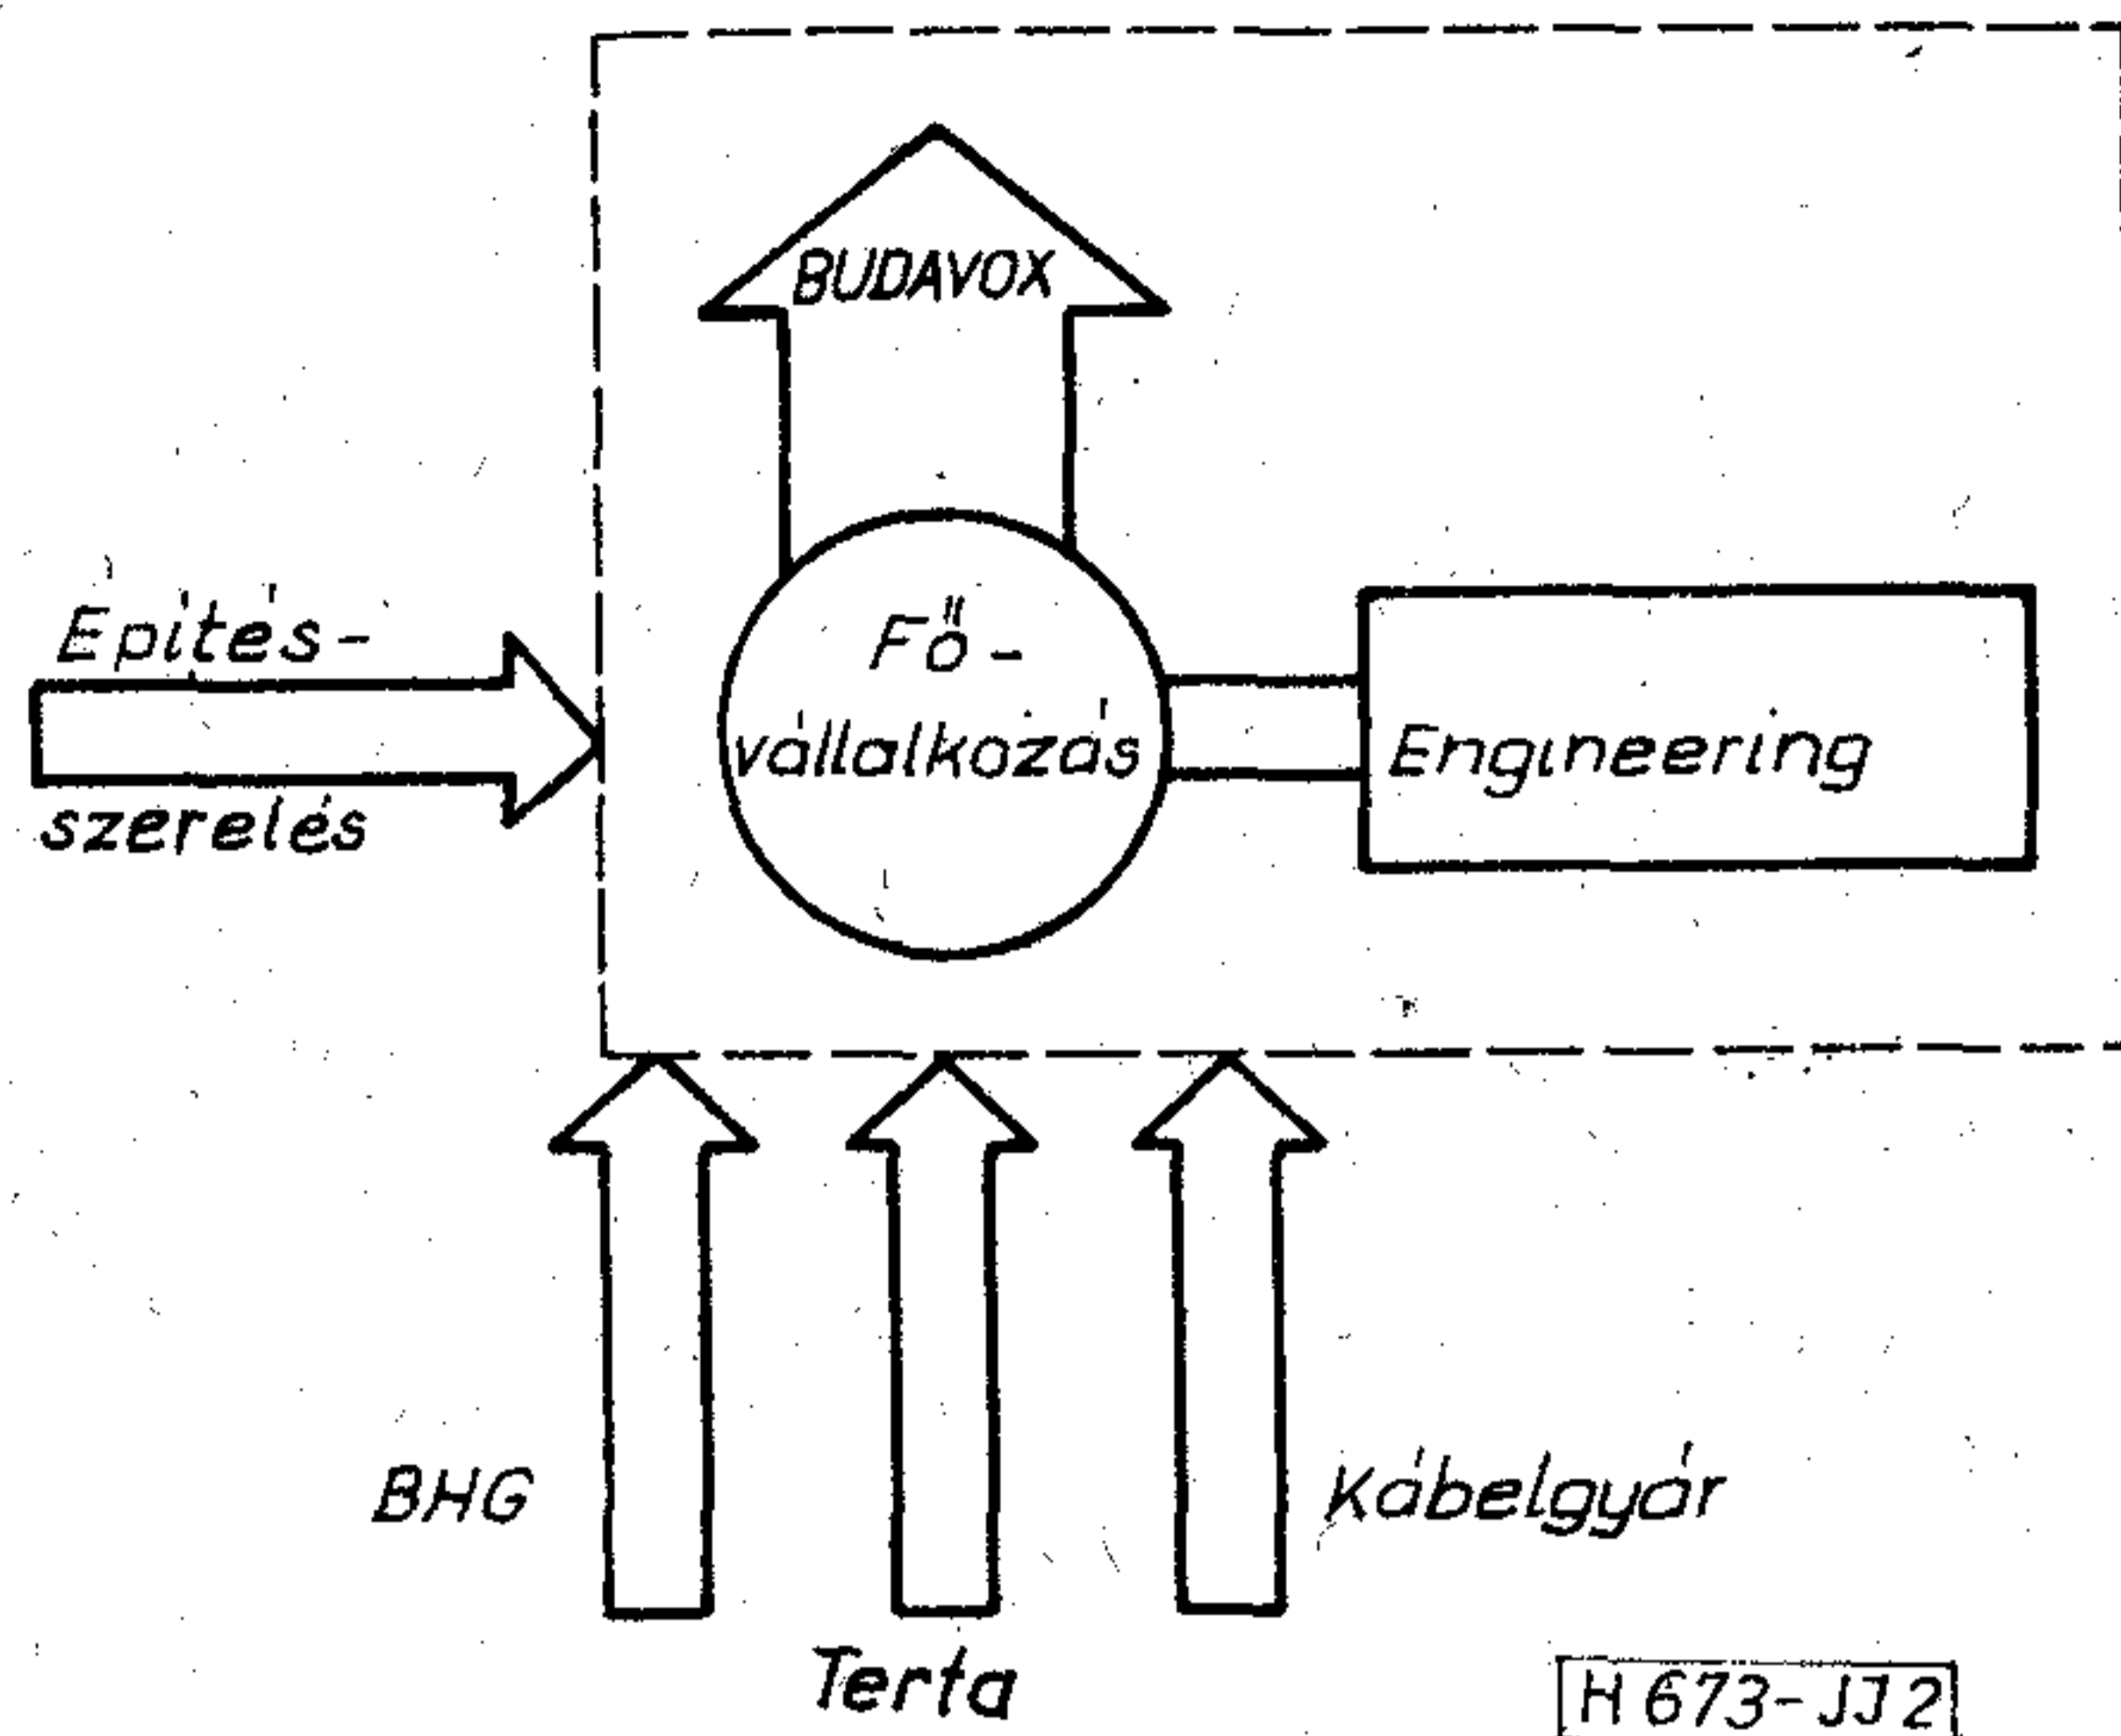 BUDAVOX
Építés-
szerelés
Fő-
vállalkozás
Engineering
BHG
Kábelgyár
Terta
H 673-JJ2